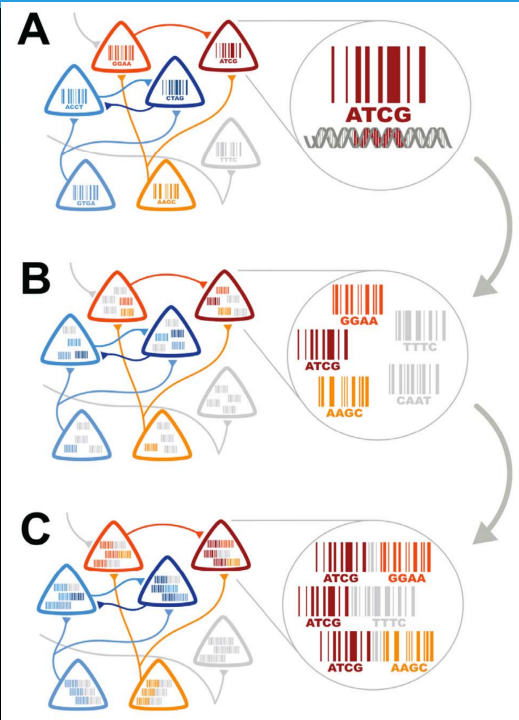 A
GGAA
ATCG
ACCT
CTAG
TTTC
GTGA
AAGC
ATCG
B
GGAA
TTTC
ATCG
AAGC
CAAT
C
ATCG GGAA
ATCG TTTC
ATCG AAGC